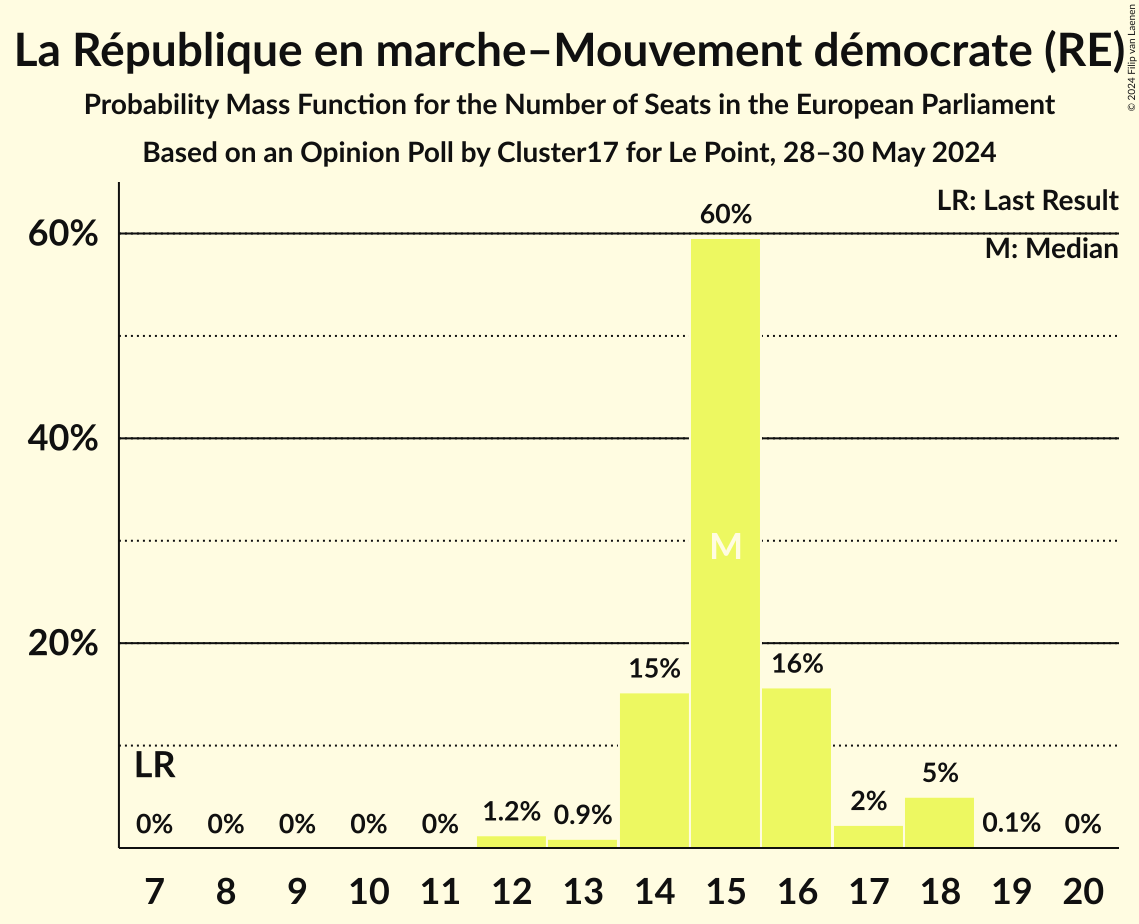 La République en marche–Mouvement démocrate (RE)
© 2024 Filip van Laenen
Probability Mass Function for the Number of Seats in the European Parliament
Based on an Opinion Poll by Cluster17 for Le Point, 28–30 May 2024
LR: Last Result
M: Median
60%
40%
20%
LR
M
0% 0% 0% 0% 0% 1.2% 0.9% 15% 60% 16% 2% 5% 0.1% 0%
7 8 9 10 11 12 13 14 15 16 17 18 19 20